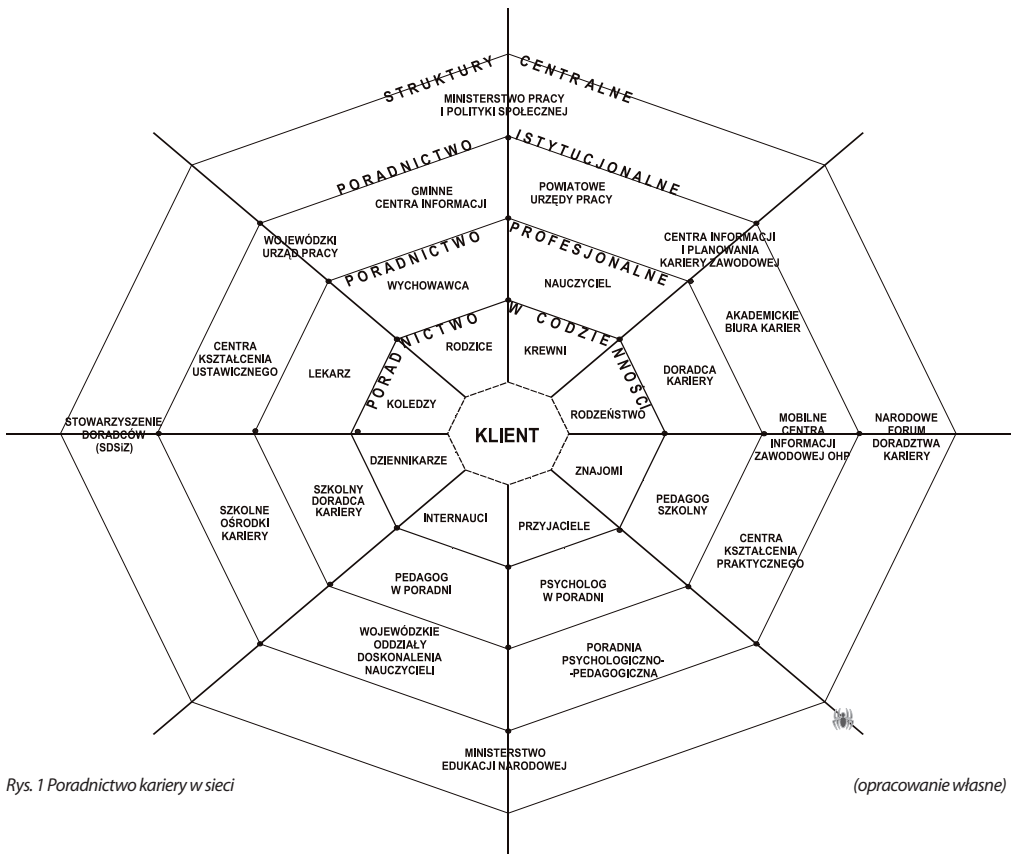 STRUKTURY CENTRALNE
MINISTERSTWO PRACY
I POLITYKI SPOŁECZNEJ
PORADNICTWO ISTYTUCJONALNE
GMINNE
CENTRA INFORMACJI
POWIATOWE
URZĘDY PRACY
WOJEWÓDZKI
URZĄD PRACY
CENTRA INFORMACJI
I PLANOWANIA
KARIERY ZAWODOWEJ
PORADNICTWO PROFESJONALNE
WYCHOWAWCA
NAUCZYCIEL
AKADEMICKIE
BIURA KARIER
CENTRA
KSZTAŁCENIA
USTAWICZNEGO
LEKARZ
PORADNICTWO W CODZIENNOŚCI
RODZICE
KREWNI
DORADCA
KARIERY
KOLEDZY
RODZEŃSTWO
STOWARZYSZENIE
DORADCÓW
(SDSiZ)
KLIENT
MOBILNE
CENTRA
INFORMACJI
ZAWODOWEJ OHP
NARODOWE
FORUM
DORADZTWA
KARIERY
DZIENNIKARZE
ZNAJOMI
SZKOLNE
OŚRODKI
KARIERY
SZKOLNY
DORADCA
KARIERY
INTERNAUCI
PRZYJACIELE
PEDAGOG
SZKOLNY
CENTRA
KSZTAŁCENIA
PRAKTYCZNEGO
PEDAGOG
W PORADNI
PSYCHOLOG
W PORADNI
WOJEWÓDZKIE
ODDZIAŁY
DOSKONALENIA
NAUCZYCIELI
PORADNIA
PSYCHOLOGICZNO-
-PEDAGOGICZNA
MINISTERSTWO
EDUKACJI NARODOWEJ
Rys. 1 Poradnictwo kariery w sieci
(opracowanie własne)